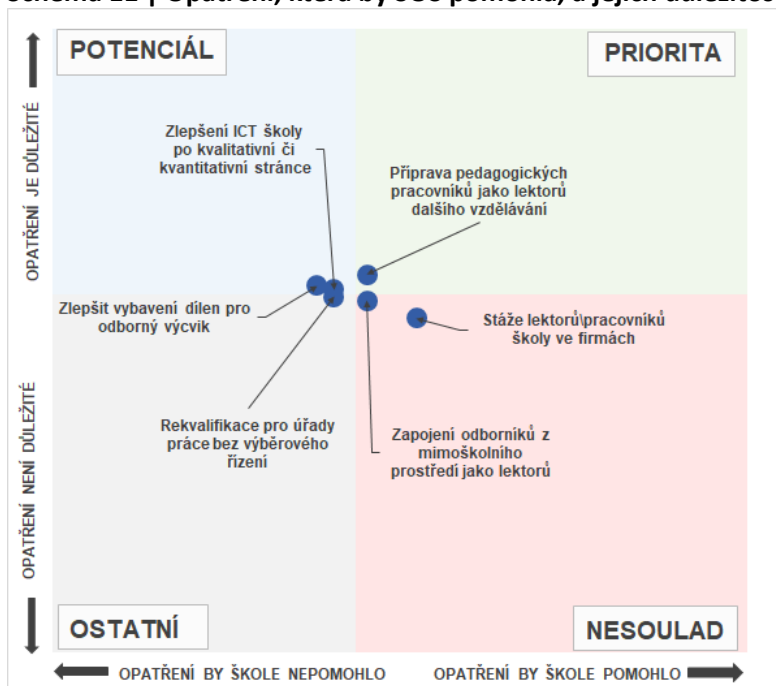 POTENCIÁL
PRIORITA
Zlepšení ICT školy
po kvalitativní či
kvantitativní stránce
Příprava pedagogických
pracovníků jako lektorů
dalšího vzdělávání
OPATŘENÍ JE DŮLEŽITÉ
Zlepšit vybavení dílen pro
odborný výcvik
Stáže lektorů\pracovníků
školy ve firmách
Rekvalifikace pro úřady
práce bez výběrového
řízení
Zapojení odborníků z
mimoškolního
prostředí jako lektorů
OPATŘENÍ NENÍ DŮLEŽITÉ
OSTATNÍ
NESOULAD
OPATŘENÍ BY ŠKOLE NEPOMOHLO
OPATŘENÍ BY ŠKOLE POMOHLO